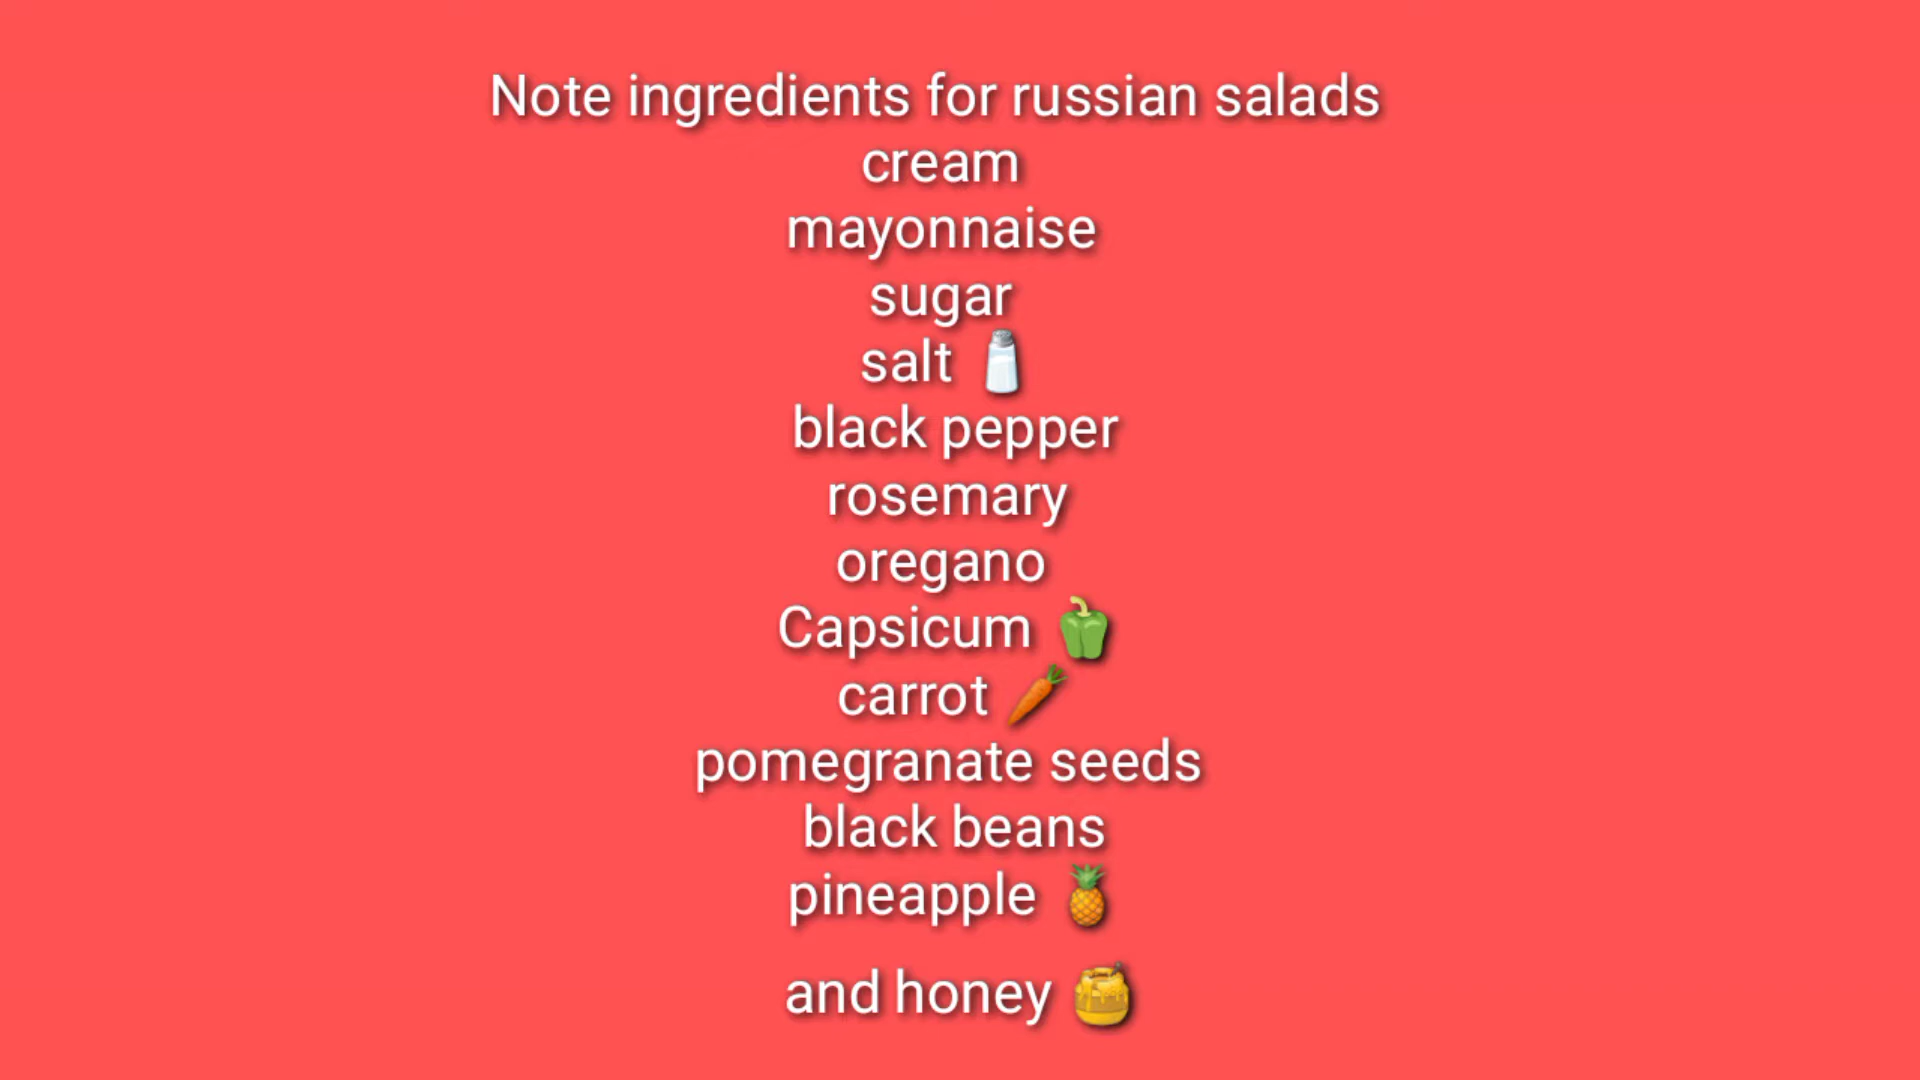 Note ingredients for russian salads
cream
mayonnaise
sugar
salt 🧂
black pepper
rosemary
oregano
Capsicum 🫑
carrot 🥕
pomegranate seeds
black beans
pineapple 🍍
and honey 🍯